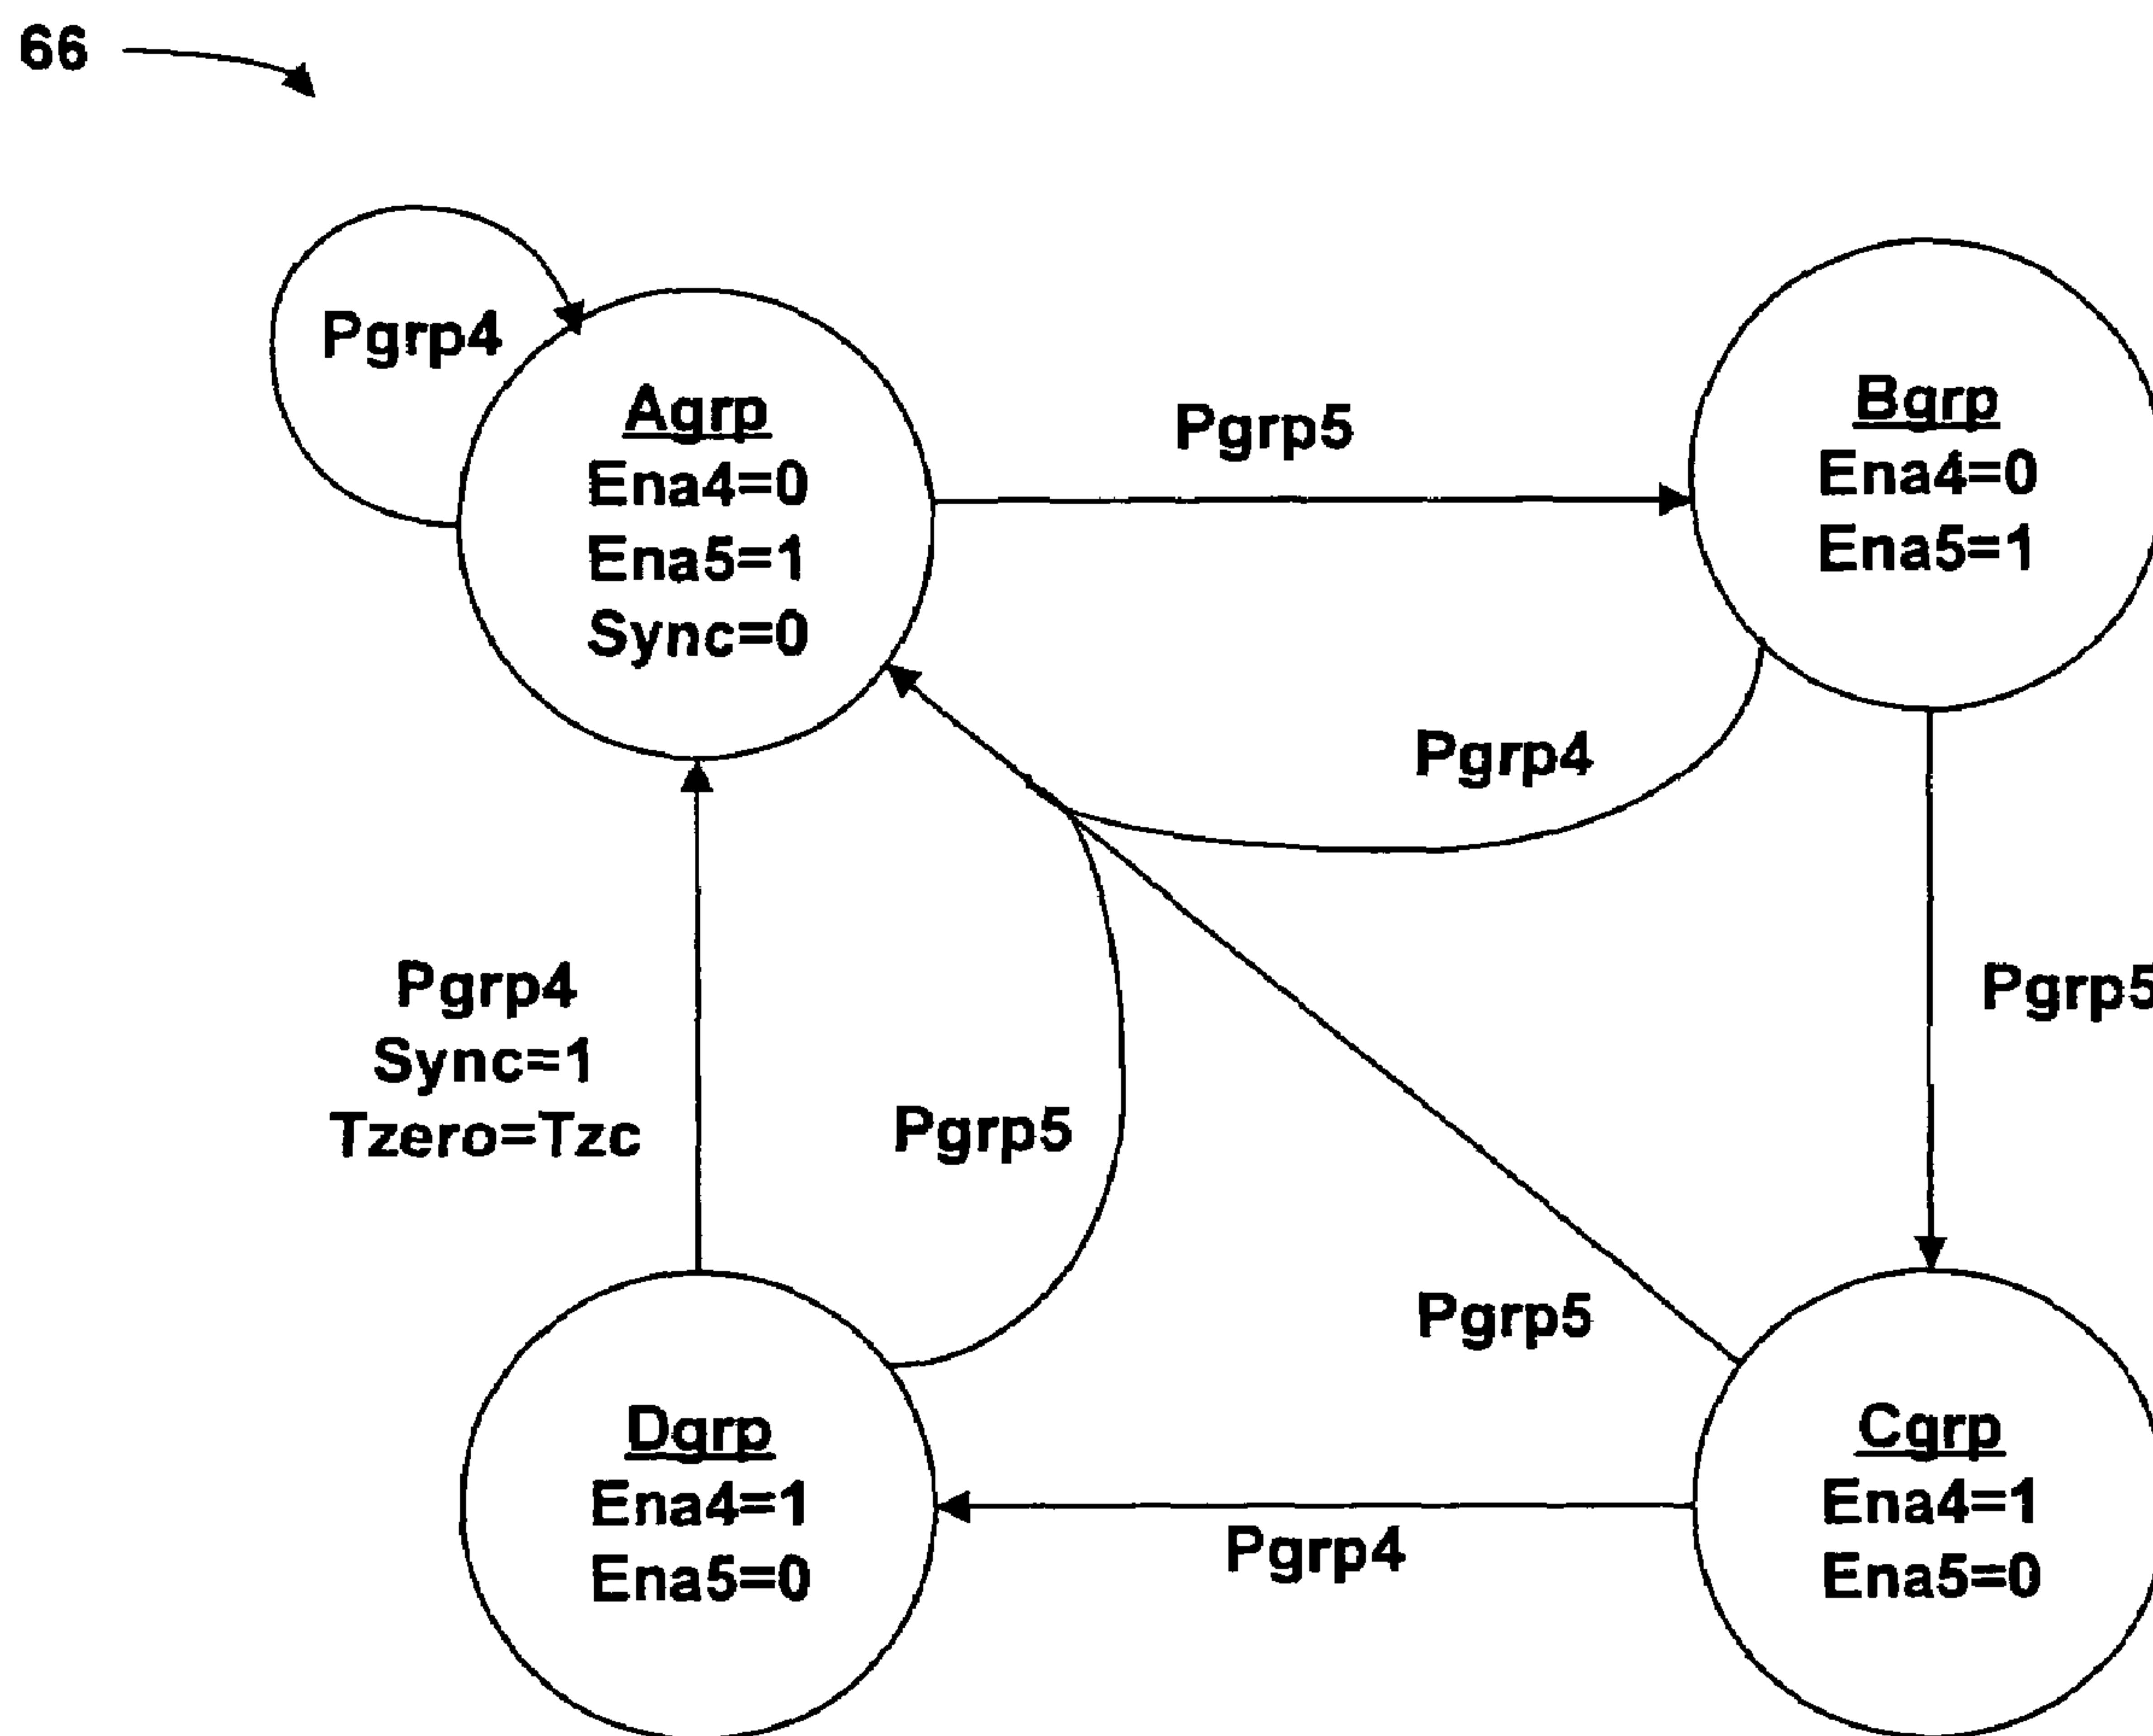 66
Pgrp4
Agrp
Ena4=0
Ena5=1
Sync=0
Pgrp5
Bgrp
Ena4=0
Ena5=1
Pgrp4
Pgrp5
Pgrp4
Sync=1
Tzero=Tzc
Pgrp5
Pgrp5
Dgrp
Ena4=1
Ena5=0
Pgrp4
Cgrp
Ena4=1
Ena5=0